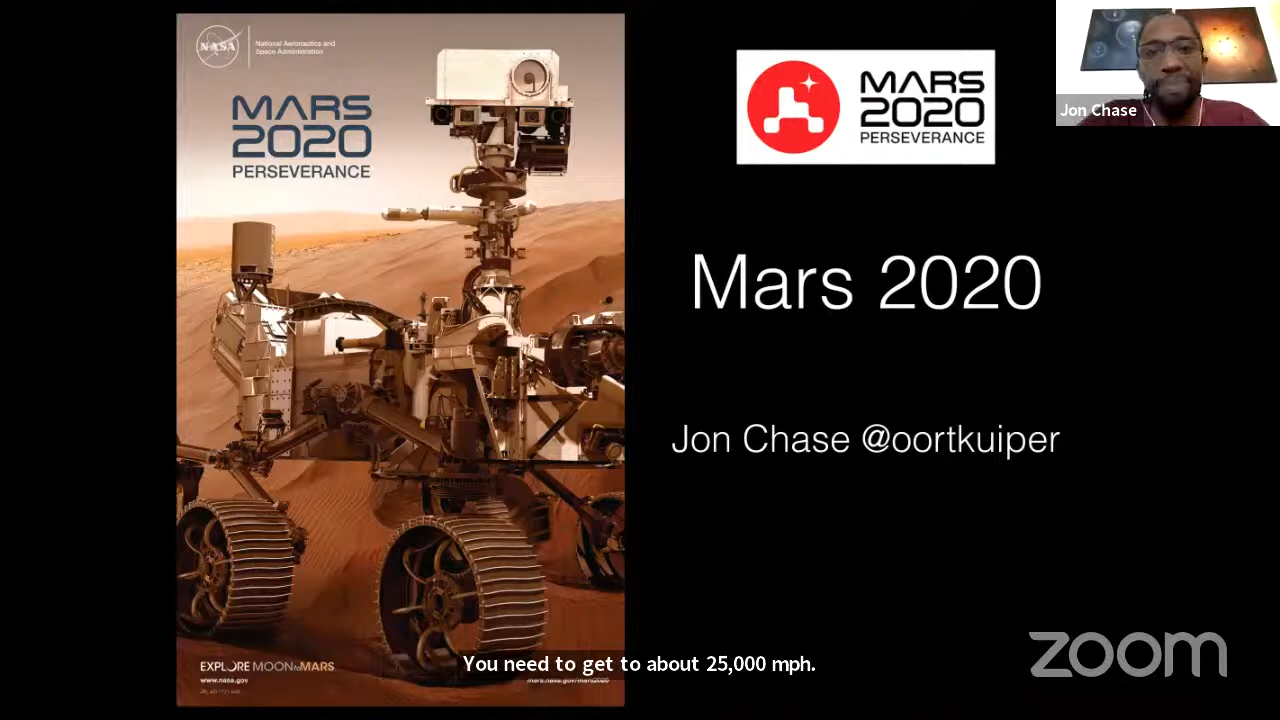 NASA
National Aeronautics and
Space Administration
MARS
2020
PERSEVERANCE
MARS
2020
PERSEVERANCE
Jon Chase
Mars 2020
Jon Chase @oortkuiper
You need to get to about 25,000 mph.
EXPLORE MOON to MARS
www.nasa.gov
mars.nasa.gov/mars2020
zoom